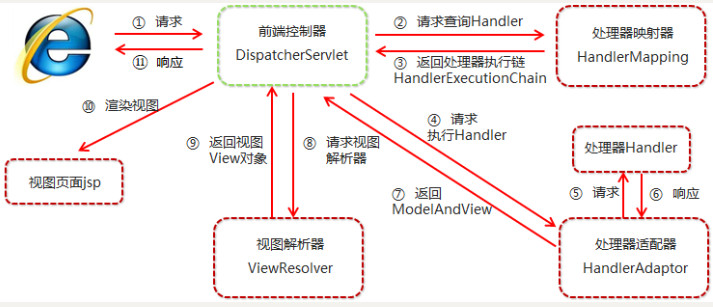 ① 请求
⑪ 响应
前端控制器
DispatcherServlet
② 请求查询Handler
③ 返回处理器执行链
HandlerExecutionChain
处理器映射器
HandlerMapping
⑩ 渲染视图
⑨ 返回视图
View对象
⑧ 请求视图
解析器
④ 请求
执行Handler
处理器Handler
视图页面jsp
⑦ 返回
ModelAndView
⑤ 请求
⑥ 响应
视图解析器
ViewResolver
处理器适配器
HandlerAdaptor